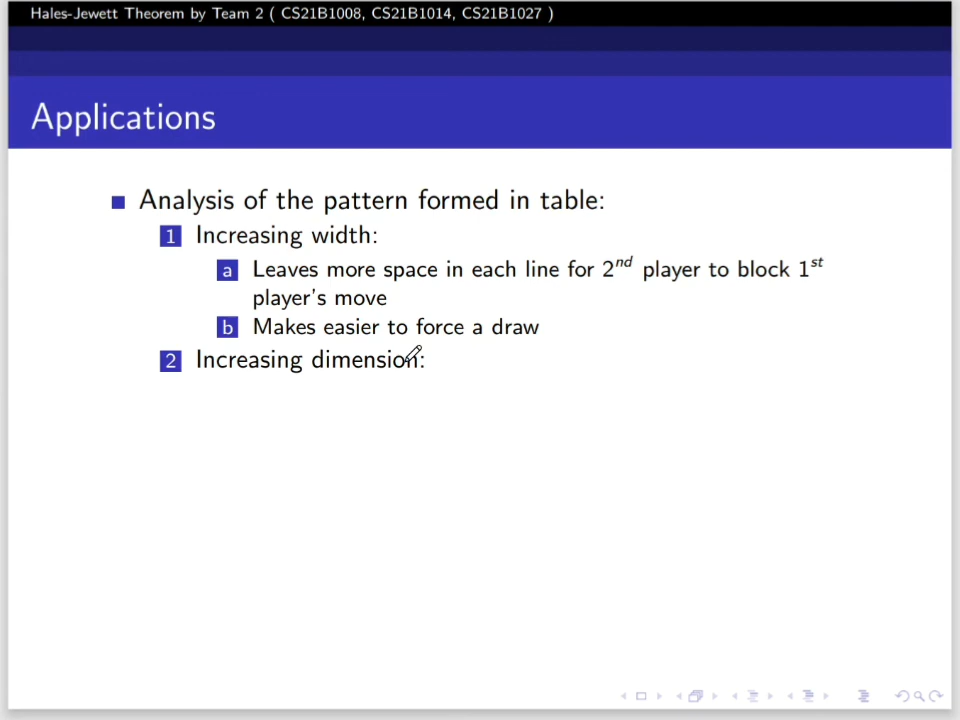 Hales-Jewett Theorem by Team 2 ( CS21B1008, CS21B1014, CS21B1027 )
Applications
Analysis of the pattern formed in table:
1 Increasing width:
a Leaves more space in each line for 2nd player to block 1st
player's move
b Makes easier to force a draw
2 Increasing dimension: